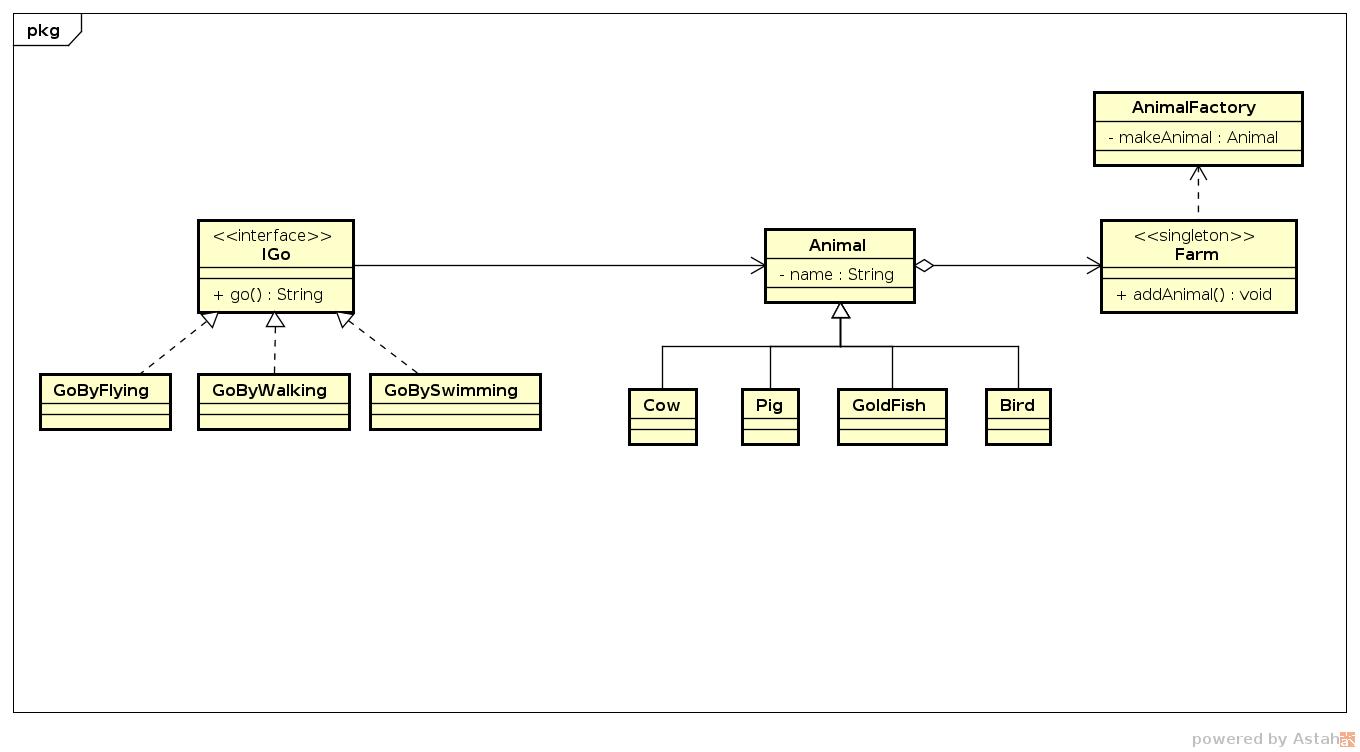 pkg
AnimalFactory
- makeAnimal : Animal
<<interface>>
IGo
+ go() : String
Animal
- name : String
<<singleton>>
Farm
+ addAnimal() : void
GoByFlying
GoByWalking
GoBySwimming
Cow
Pig
GoldFish
Bird
powered by Astah